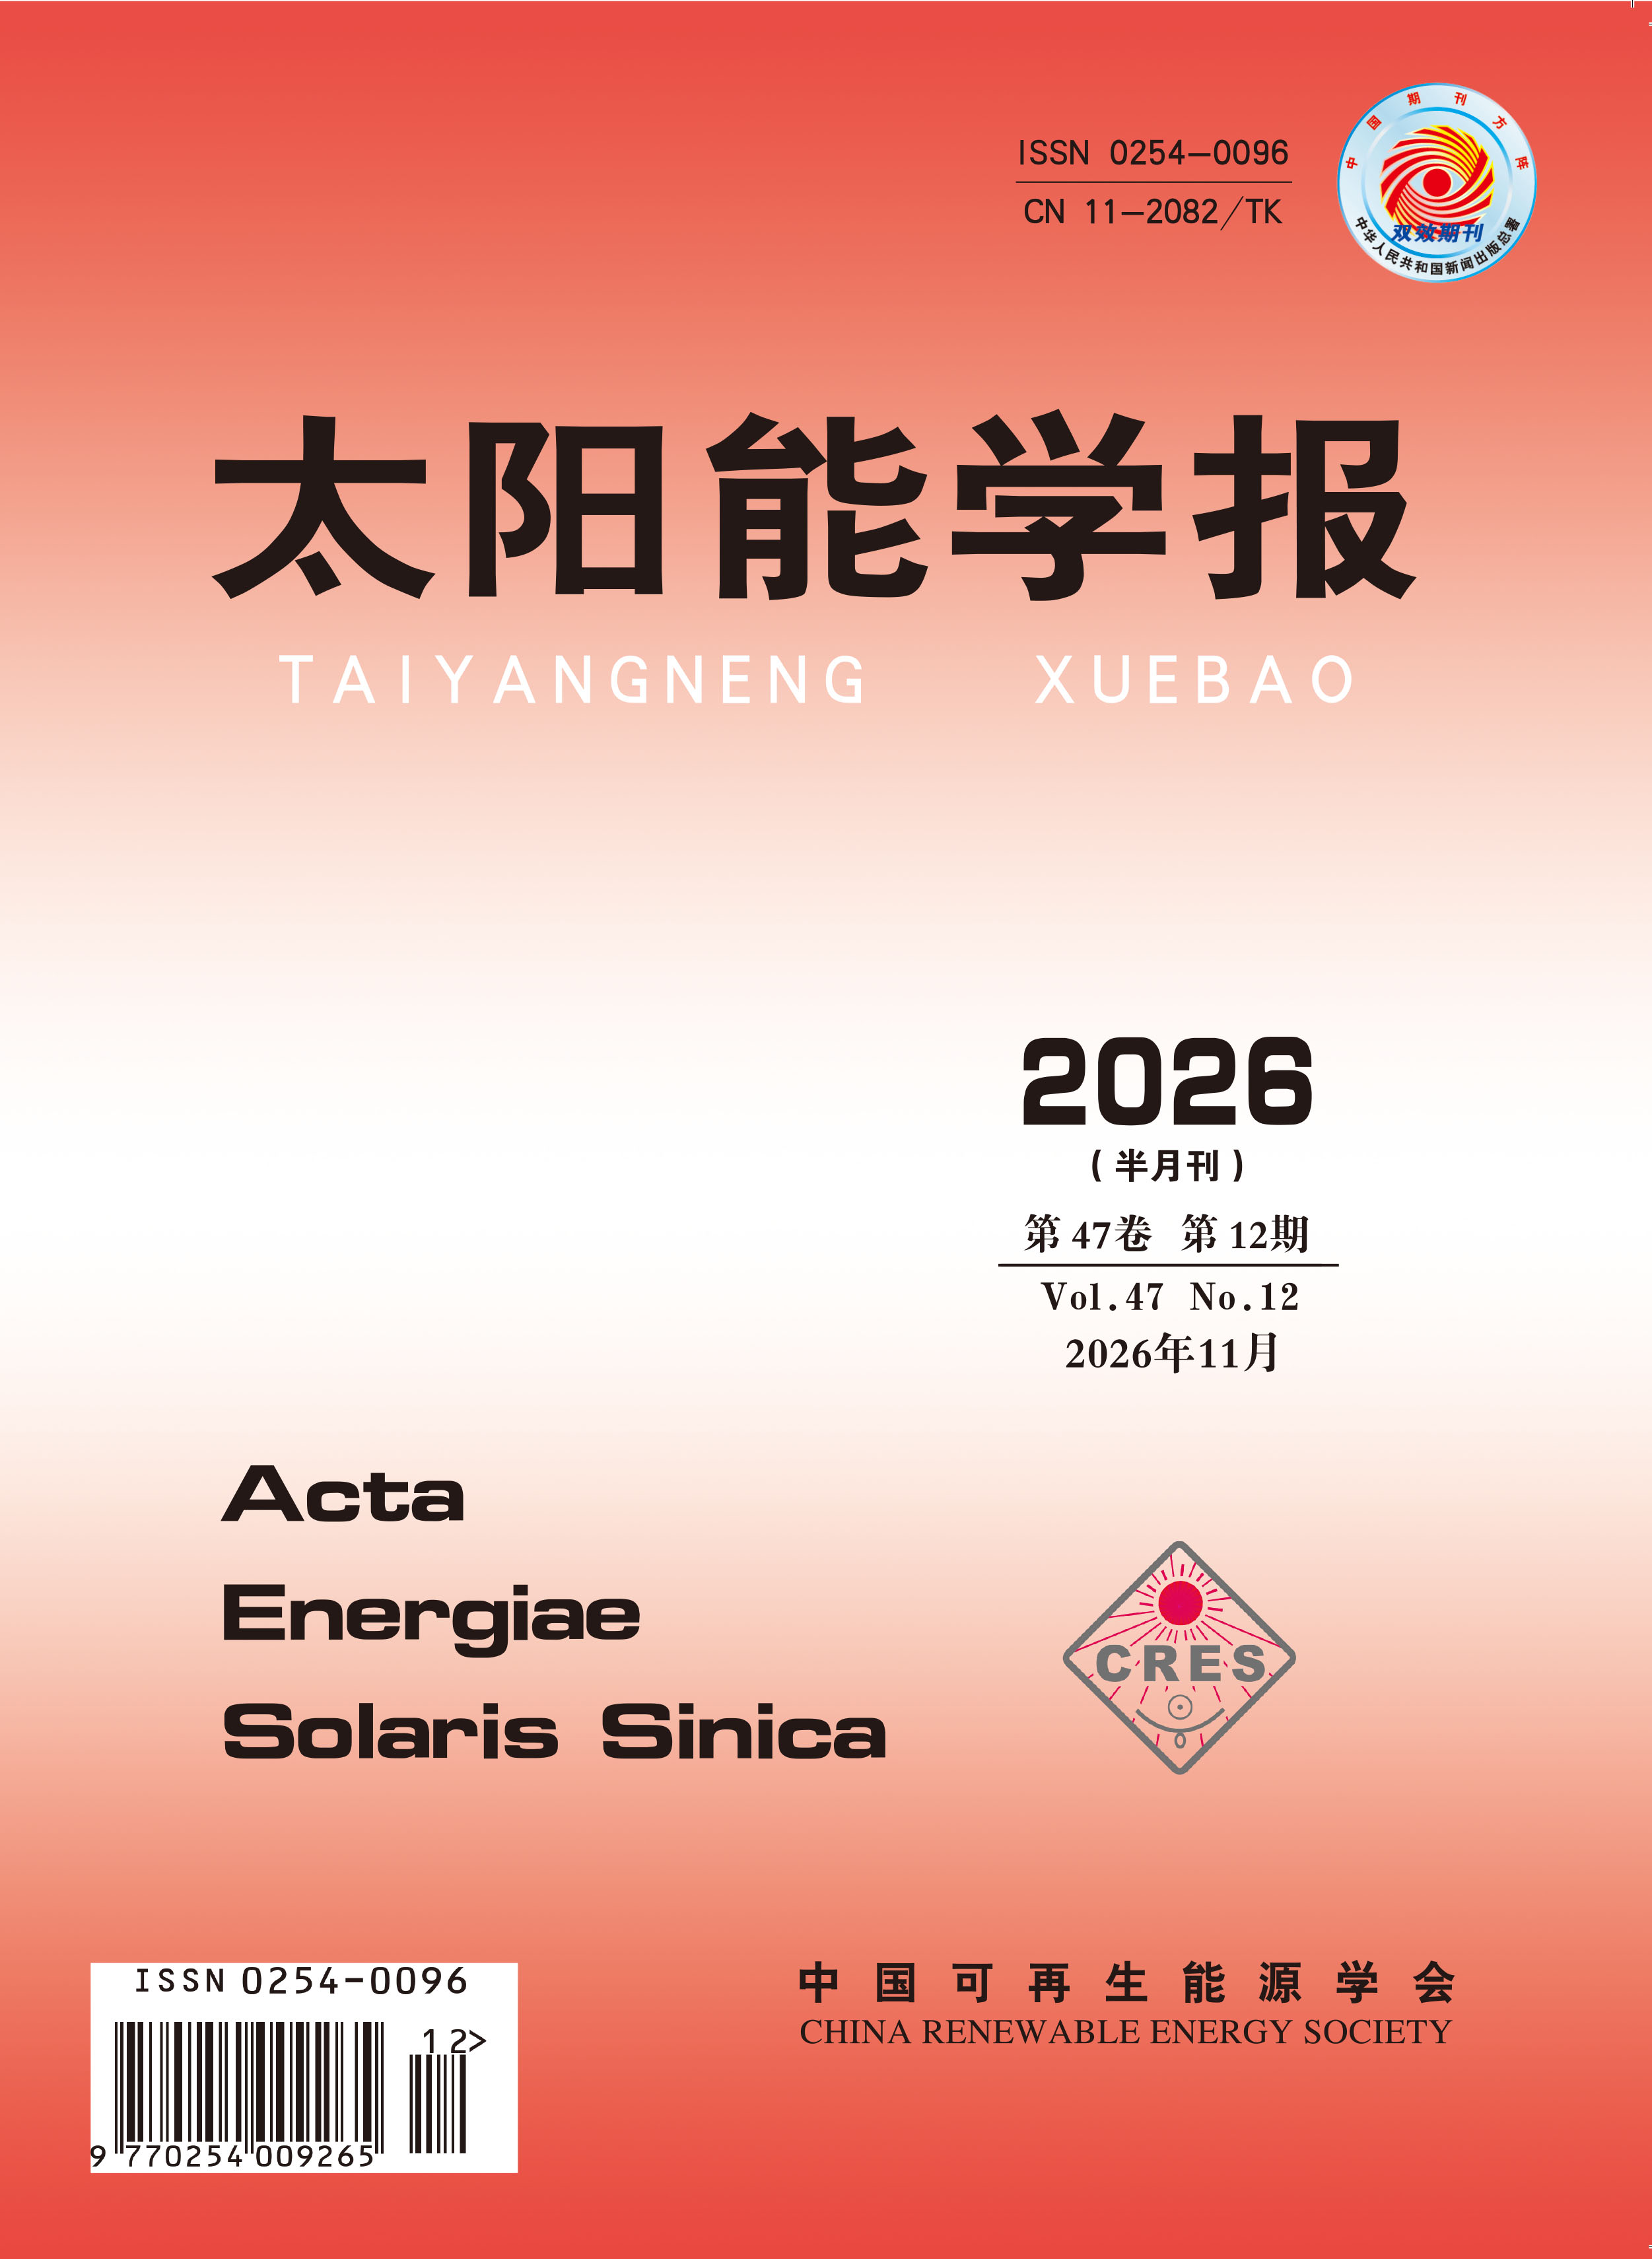 ISSN 0254-0096
CN 11-2082/TK
中国期刊方阵
双效期刊
中华人民共和国新闻出版总署
太阳能学报
TAIYANGNENG XUEBAO
2026
(半月刊)
第47卷 第12期
Vol.47 No.12
2026年11月
Acta
Energiae
Solaris Sinica
CRES
ISSN 0254-0096
12>
9 770254 009265
中国可再生能源学会
CHINA RENEWABLE ENERGY SOCIETY